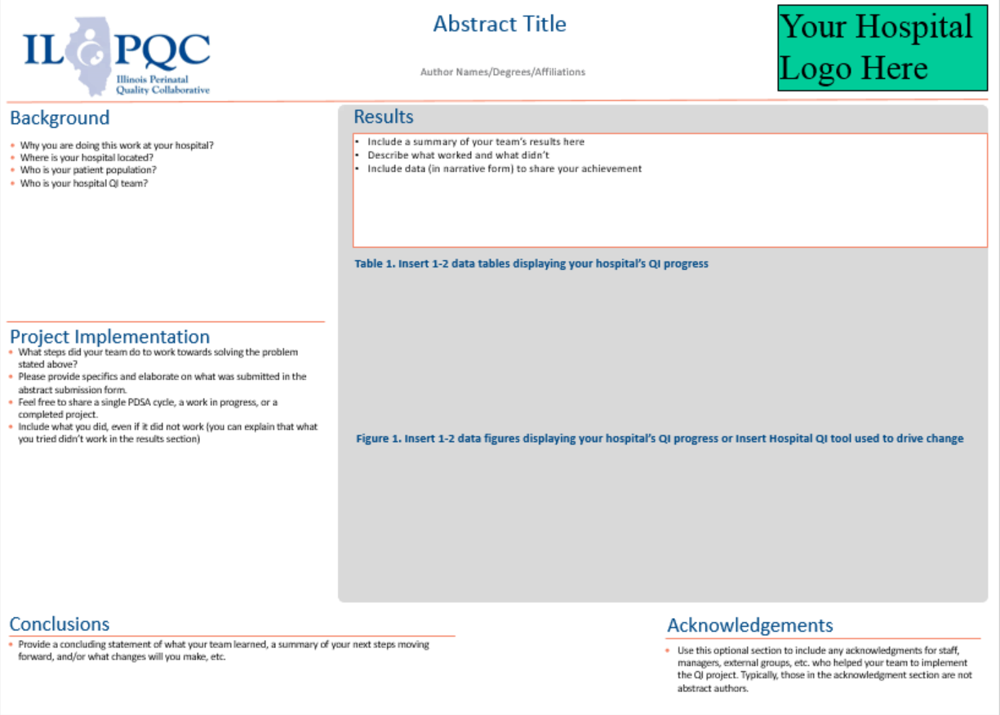 IL PQC
Illinois Perinatal
Quality Collaborative
Abstract Title
Author Names/Degrees/Affiliations
Your Hospital
Logo Here
Background
• Why you are doing this work at your hospital?
• Where is your hospital located?
• Who is your patient population?
• Who is your hospital QI team?
Project Implementation
• What steps did your team do to work towards solving the problem
stated above?
• Please provide specifics and elaborate on what was submitted in the
abstract submission form.
• Feel free to share a single PDSA cycle, a work in progress, or a
completed project.
• Include what you did, even if it did not work (you can explain that what
you tried didn't work in the results section)
Results
• Include a summary of your team's results here
• Describe what worked and what didn't
• Include data (in narrative form) to share your achievement
Table 1. Insert 1-2 data tables displaying your hospital's QI progress
Figure 1. Insert 1-2 data figures displaying your hospital's QI progress or Insert Hospital QI tool used to drive change
Conclusions
• Provide a concluding statement of what your team learned, a summary of your next steps moving
forward, and/or what changes will you make, etc.
Acknowledgements
• Use this optional section to include any acknowledgments for staff,
managers, external groups, etc. who helped your team to implement
the QI project. Typically, those in the acknowledgment section are not
abstract authors.